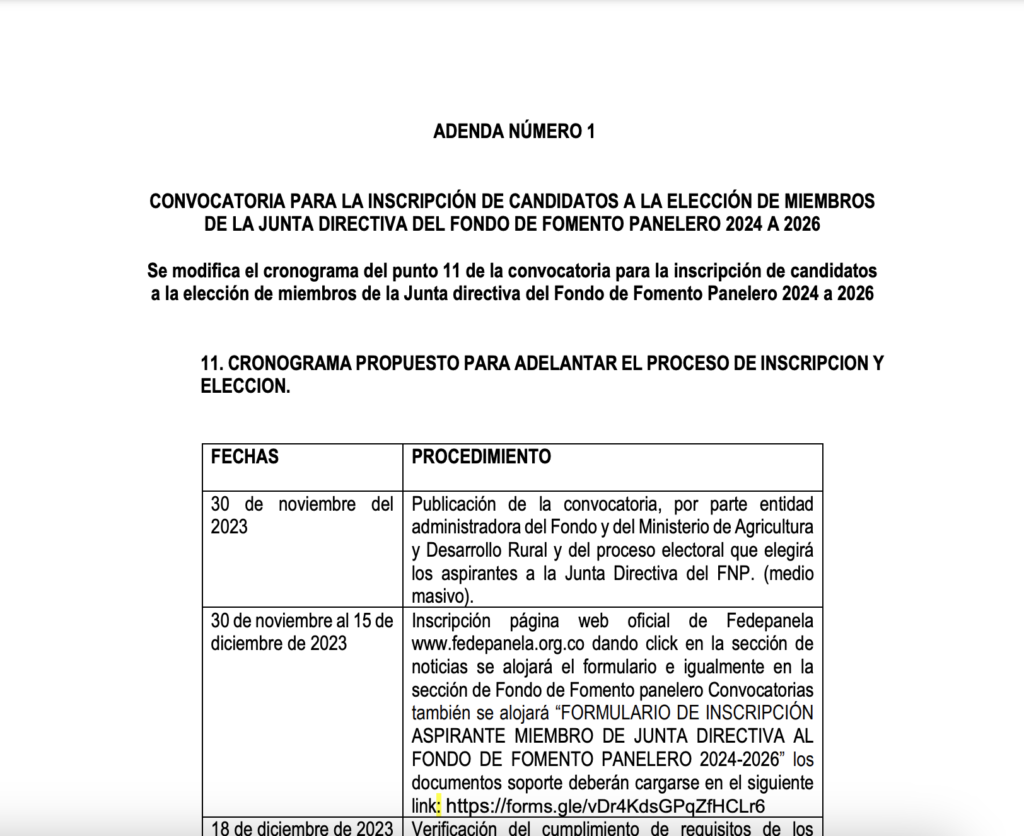 ADENDA NÚMERO 1
CONVOCATORIA PARA LA INSCRIPCIÓN DE CANDIDATOS A LA ELECCIÓN DE MIEMBROS
DE LA JUNTA DIRECTIVA DEL FONDO DE FOMENTO PANELERO 2024 A 2026
Se modifica el cronograma del punto 11 de la convocatoria para la inscripción de candidatos
a la elección de miembros de la Junta directiva del Fondo de Fomento Panelero 2024 a 2026
11. CRONOGRAMA PROPUESTO PARA ADELANTAR EL PROCESO DE INSCRIPCION Y
ELECCION.
FECHAS
PROCEDIMIENTO
30 de noviembre del
2023
Publicación de la convocatoria, por parte entidad
administradora del Fondo y del Ministerio de Agricultura
y Desarrollo Rural y del proceso electoral que elegirá
los aspirantes a la Junta Directiva del FNP. (medio
masivo).
30 de noviembre al 15 de
diciembre de 2023
Inscripción página web oficial de Fedepanela
www.fedepanela.org.co dando click en la sección de
noticias se alojará el formulario e igualmente en la
sección de Fondo de Fomento panelero Convocatorias
también se alojará “FORMULARIO DE INSCRIPCIÓN
ASPIRANTE MIEMBRO DE JUNTA DIRECTIVA AL
FONDO DE FOMENTO PANELERO 2024-2026” los
documentos soporte deberán cargarse en el siguiente
link: https://forms.gle/vDr4KdsGPqZfHCLr6
18 de diciembre de 2023
Verificación del cumplimiento de requisitos de los